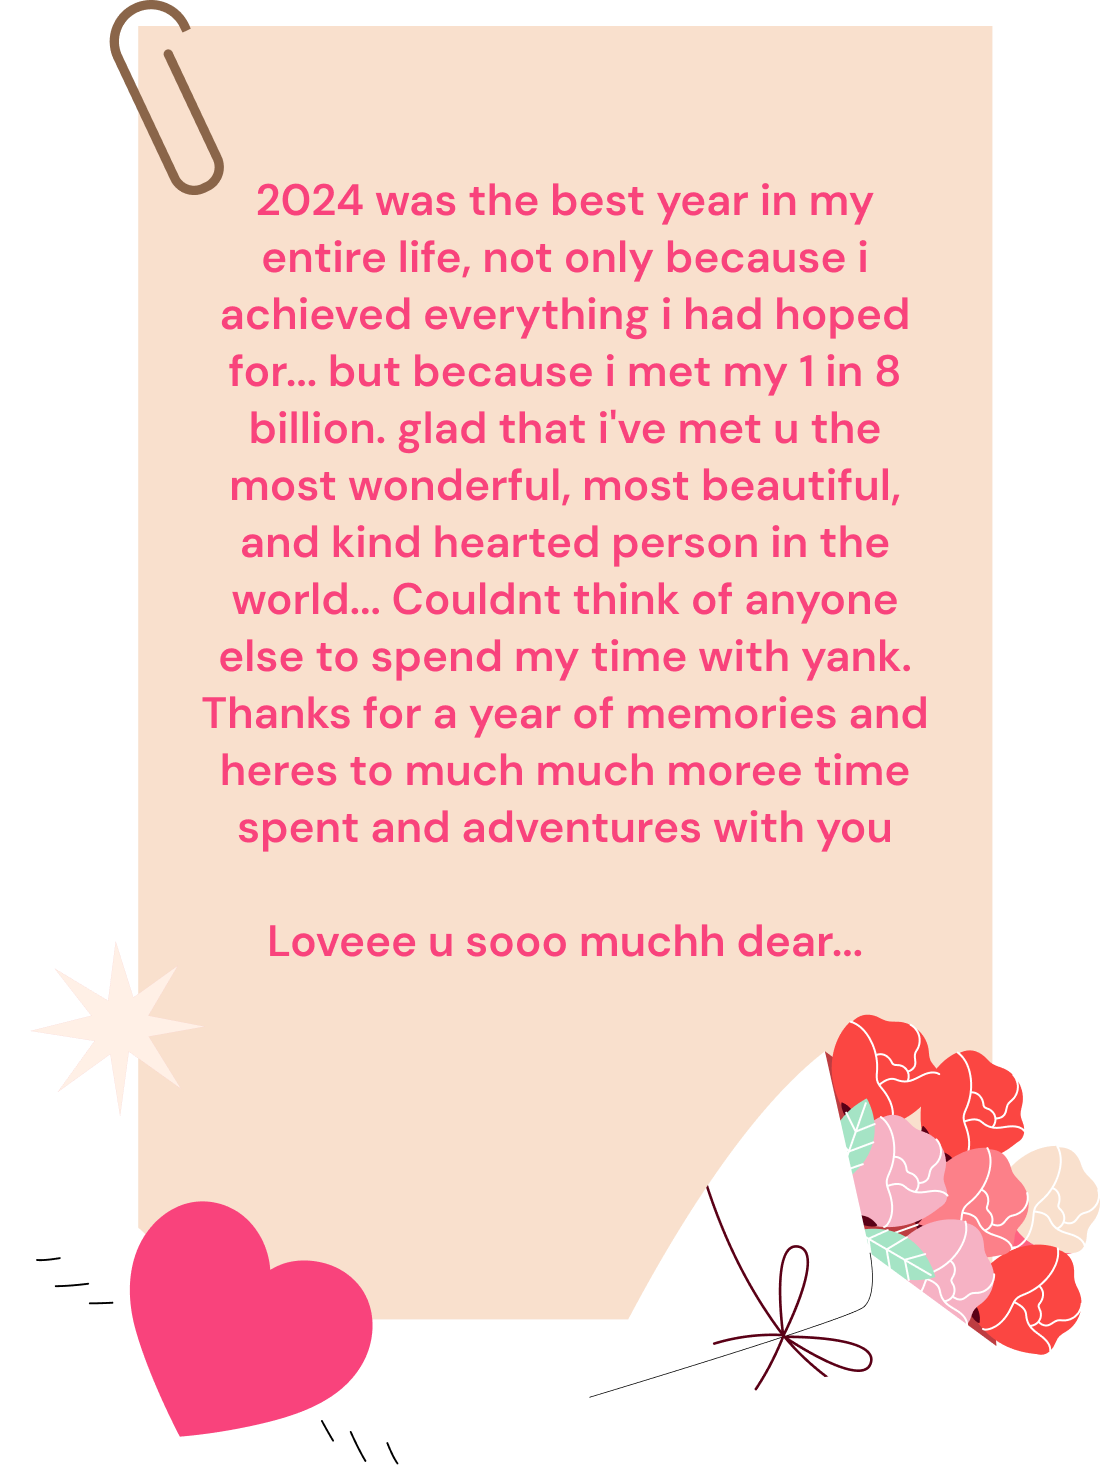 2024 was the best year in my
entire life, not only because i
achieved everything i had hoped
for... but because i met my 1 in 8
billion. glad that i've met u the
most wonderful, most beautiful,
and kind hearted person in the
world... Couldnt think of anyone
else to spend my time with yank.
Thanks for a year of memories and
heres to much much moree time
spent and adventures with you
Loveee u sooo muchh dear...